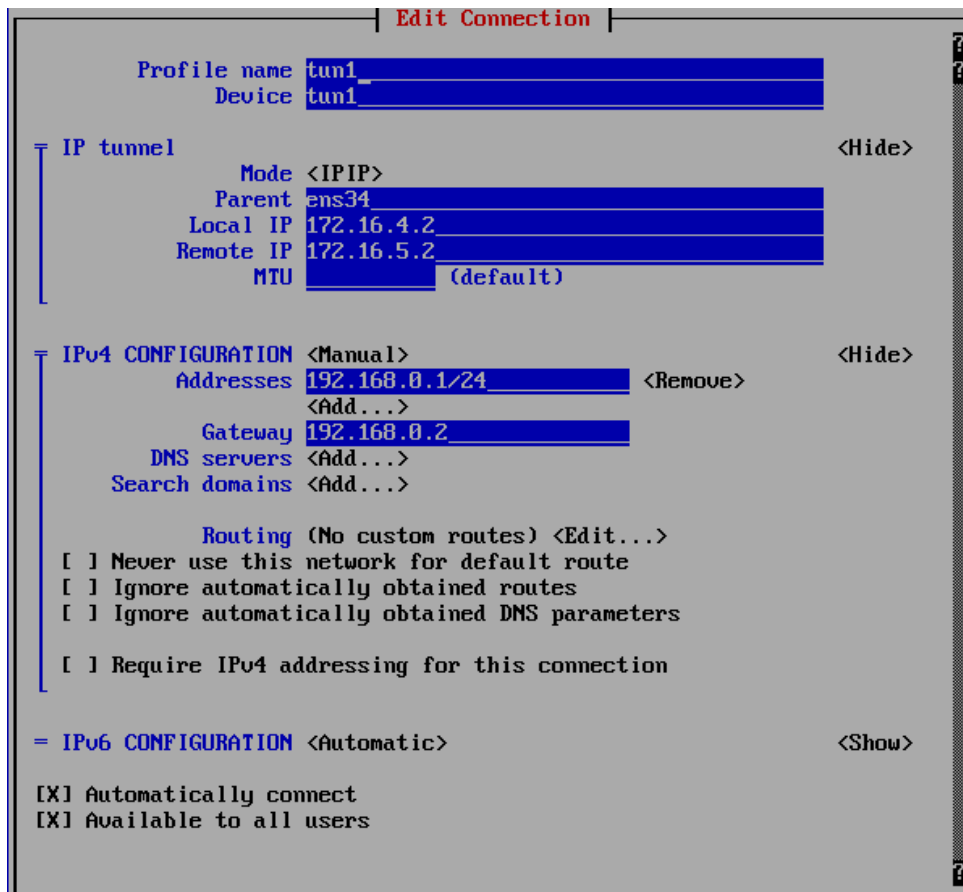 Edit Connection
Profile name tun1
Device tun1
IP tunnel <Hide>
Mode <IPIP>
Parent ens34
Local IP 172.16.4.2
Remote IP 172.16.5.2
MTU (default)
IPv4 CONFIGURATION <Manual> <Hide>
Addresses 192.168.0.1/24 <Remove>
<Add...>
Gateway 192.168.0.2
DNS servers <Add...>
Search domains <Add...>
Routing (No custom routes) <Edit...>
[ ] Never use this network for default route
[ ] Ignore automatically obtained routes
[ ] Ignore automatically obtained DNS parameters
[ ] Require IPv4 addressing for this connection
= IPv6 CONFIGURATION <Automatic> <Show>
[X] Automatically connect
[X] Available to all users